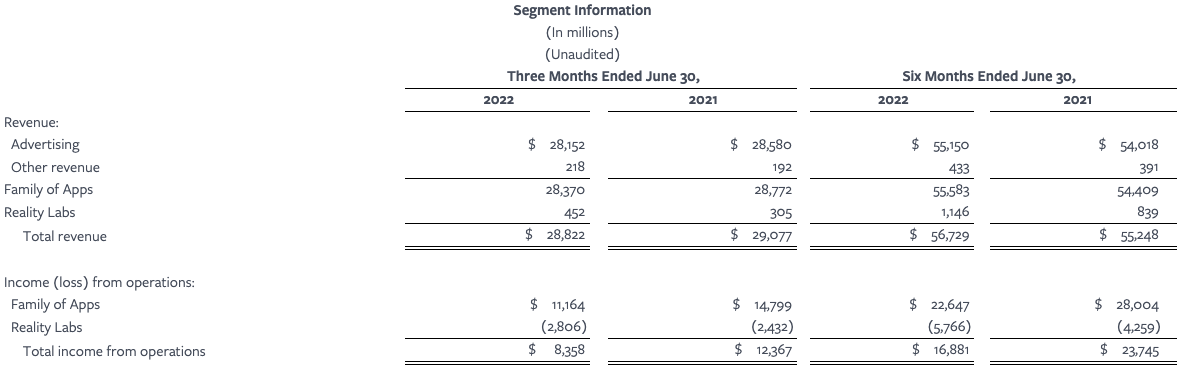 Segment Information
(In millions)
(Unaudited)
Three Months Ended June 30, Six Months Ended June 30,
2022 2021 2022 2021
Revenue:
Advertising $ 28,152 $ 28,580 $ 55,150 $ 54,018
Other revenue 218 192 433 391
Family of Apps 28,370 28,772 55,583 54,409
Reality Labs 452 305 1,146 839
Total revenue $ 28,822 $ 29,077 $ 56,729 $ 55,248
Income (loss) from operations:
Family of Apps $ 11,164 $ 14,799 $ 22,647 $ 28,004
Reality Labs (2,806) (2,432) (5,766) (4,259)
Total income from operations $ 8,358 $ 12,367 $ 16,881 $ 23,745